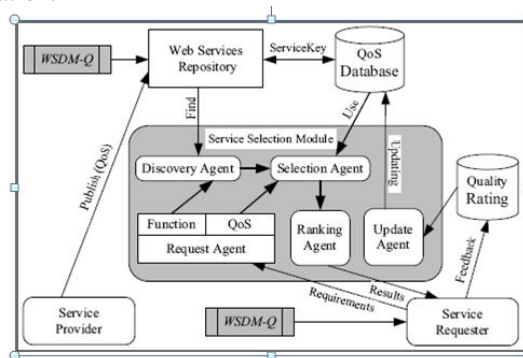 WSDM-Q
Web Services
Repository
ServiceKey
QoS
Database
Find
Use
Publish (QoS)
Service Selection Module
Updating
Discovery Agent
Selection Agent
Quality
Rating
Function
QoS
Request Agent
Ranking
Agent
Update
Agent
Feedback
Results
Requirements
Service
Provider
WSDM-Q
Service
Requester